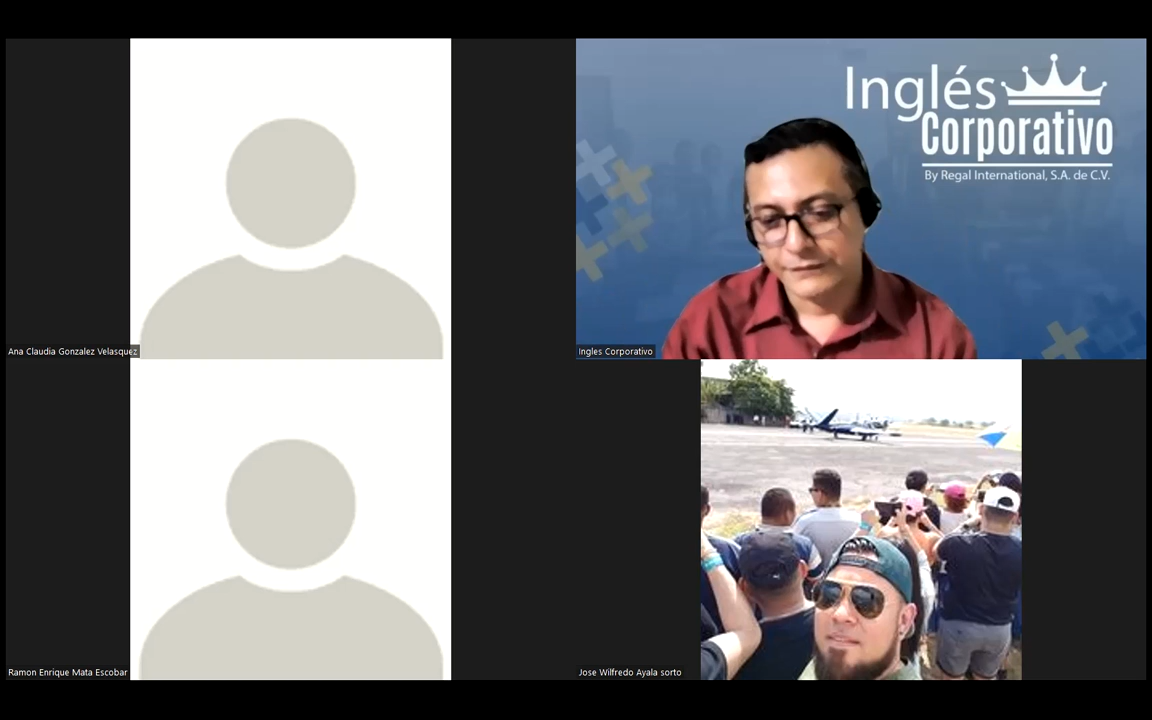 Inglés
Corporativo
By Regal International, S.A. de C.V.
Ana Claudia Gonzalez Velasquez
Ingles Corporativo
Ramon Enrique Mata Escobar
Jose Wilfredo Ayala sorto